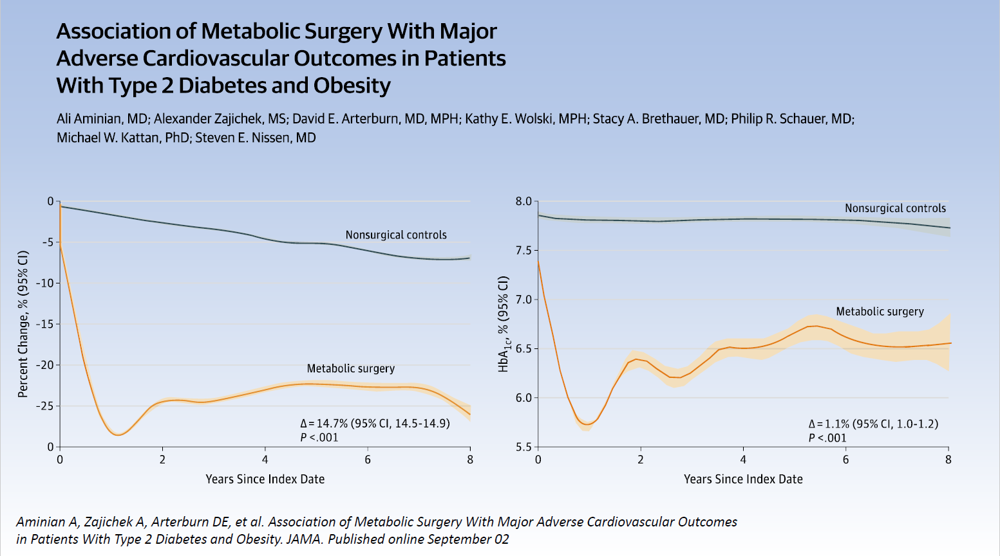 Association of Metabolic Surgery With Major
Adverse Cardiovascular Outcomes in Patients
With Type 2 Diabetes and Obesity
Ali Aminian, MD; Alexander Zajichek, MS; David E. Arterburn, MD, MPH; Kathy E. Wolski, MPH; Stacy A. Brethauer, MD; Philip R. Schauer, MD;
Michael W. Kattan, PhD; Steven E. Nissen, MD
Percent Change, % (95% CI)
0
-5
-10
-15
-20
-25
0
Nonsurgical controls
Metabolic surgery
Δ = 14.7% (95% CI, 14.5-14.9)
P <.001
0
2
4
6
8
Years Since Index Date
HbA1c, % (95% CI)
8.0
7.5
7.0
6.5
6.0
5.5
Nonsurgical controls
Metabolic surgery
Δ = 1.1% (95% CI, 1.0-1.2)
P <.001
0
2
4
6
8
Years Since Index Date
Aminian A, Zajichek A, Arterburn DE, et al. Association of Metabolic Surgery With Major Adverse Cardiovascular Outcomes
in Patients With Type 2 Diabetes and Obesity. JAMA. Published online September 02